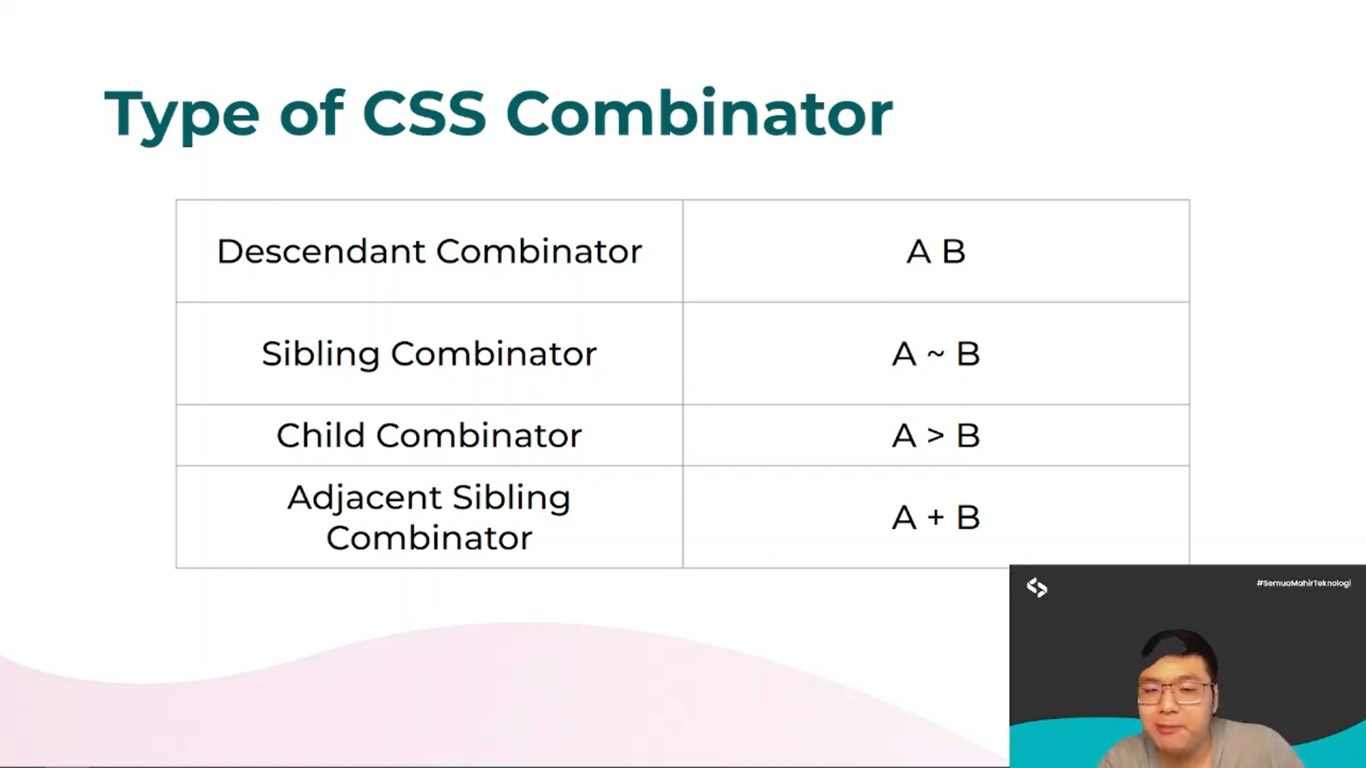 Type of CSS Combinator
Descendant Combinator
A B
Sibling Combinator
A ~ B
Child Combinator
A > B
Adjacent Sibling
Combinator
A + B
#SemuaMahirTeknologi